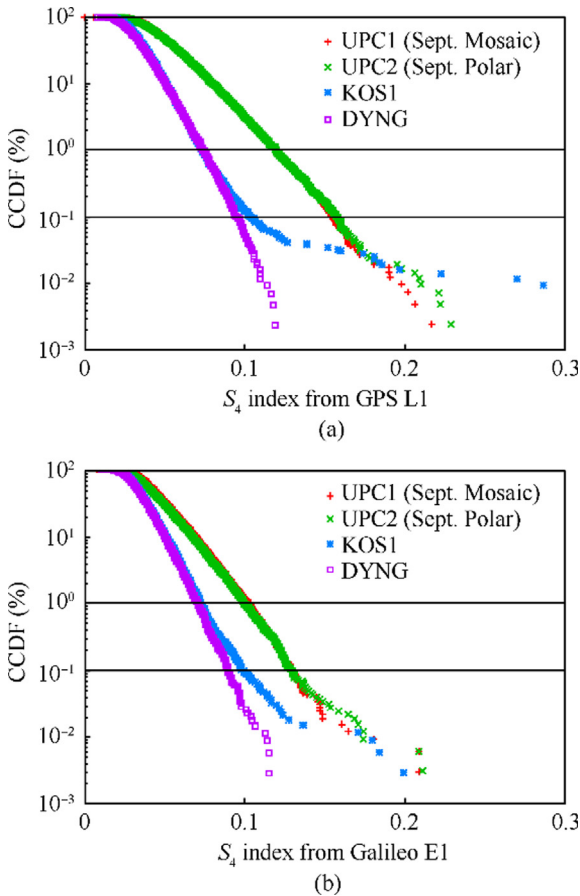 10²
10¹
10⁰
10⁻¹
10⁻²
10⁻³
CCDF (%)
UPC1 (Sept. Mosaic)
UPC2 (Sept. Polar)
KOS1
DYNG
0 0.1 0.2 0.3
S₄ index from GPS L1
(a)
10²
10¹
10⁰
10⁻¹
10⁻²
10⁻³
CCDF (%)
UPC1 (Sept. Mosaic)
UPC2 (Sept. Polar)
KOS1
DYNG
0 0.1 0.2 0.3
S₄ index from Galileo E1
(b)